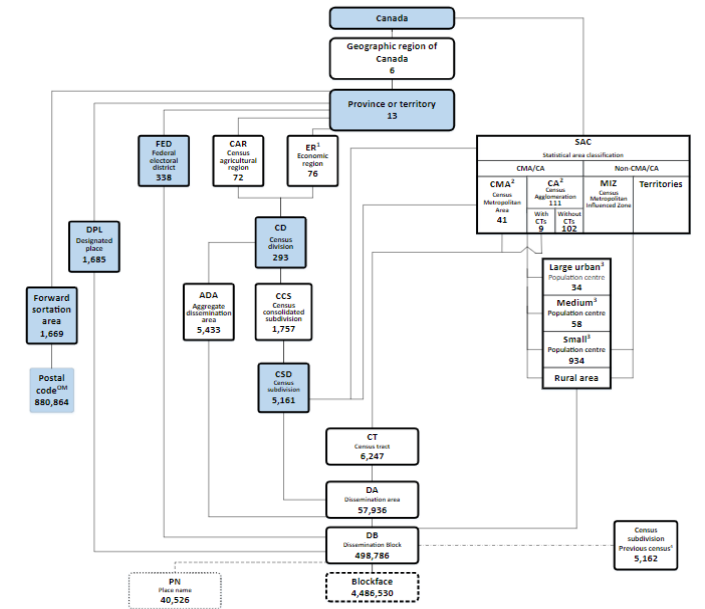 Canada
Geographic region of
Canada
6
Province or territory
13
FED
Federal
electoral
district
338
CAR
Census
agricultural
region
72
ER¹
Economic
region
76
SAC
Statistical area classification
CMA/CA
Non-CMA/CA
CMA²
Census
Metropolitan
Area
41
CA²
Census
Agglomeration
111
With
CTs
9
Without
CTs
102
MIZ
Census
Metropolitan
Influenced Zone
Territories
DPL
Designated
place
1,685
CD
Census
division
293
Large urban³
Population centre
34
Medium³
Population centre
58
Small³
Population centre
934
Rural area
Forward
sortation
area
1,669
ADA
Aggregate
dissemination
area
5,433
CCS
Census
consolidated
subdivision
1,757
Postal
codeᴼᴹ
880,864
CSD
Census
subdivision
5,161
CT
Census tract
6,247
DA
Dissemination area
57,936
DB
Dissemination Block
498,786
Census
subdivision
Previous census
5,162
PN
Place name
40,526
Blockface
4,486,530